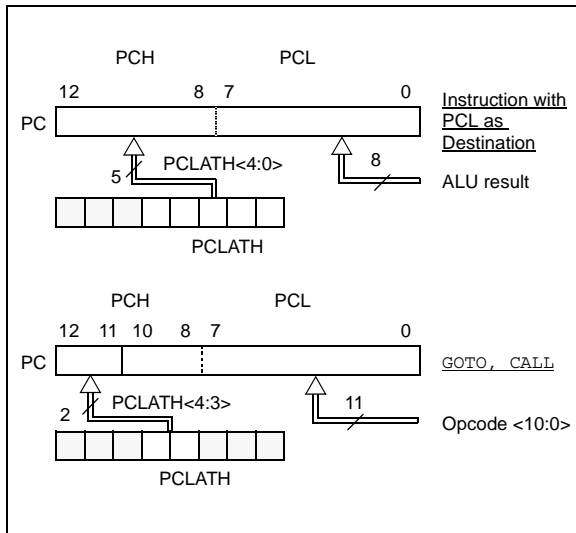 PCH PCL
12 8 7 0
PC
Instruction with
PCL as
Destination
5 PCLATH<4:0> 8
ALU result
PCLATH
PCH PCL
12 11 10 8 7 0
PC
GOTO, CALL
2 PCLATH<4:3> 11
Opcode <10:0>
PCLATH